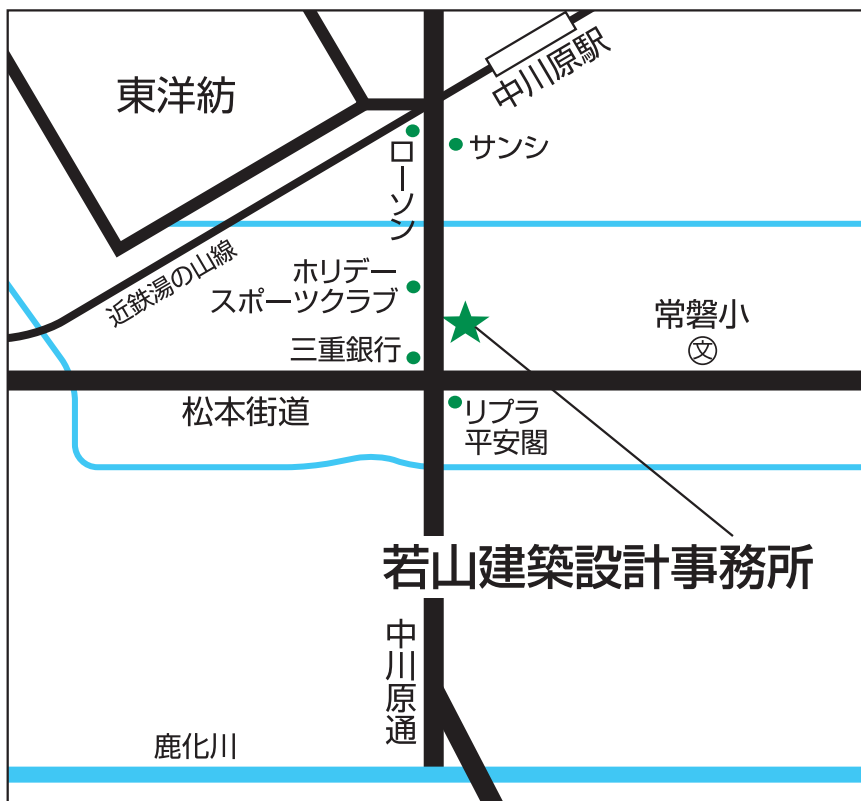 中川原駅
東洋紡
ローソン
サンシ
近鉄湯の山線
ホリデー
スポーツクラブ
常磐小
文
三重銀行
松本街道
リプラ
平安閣
若山建築設計事務所
中川原通
鹿化川